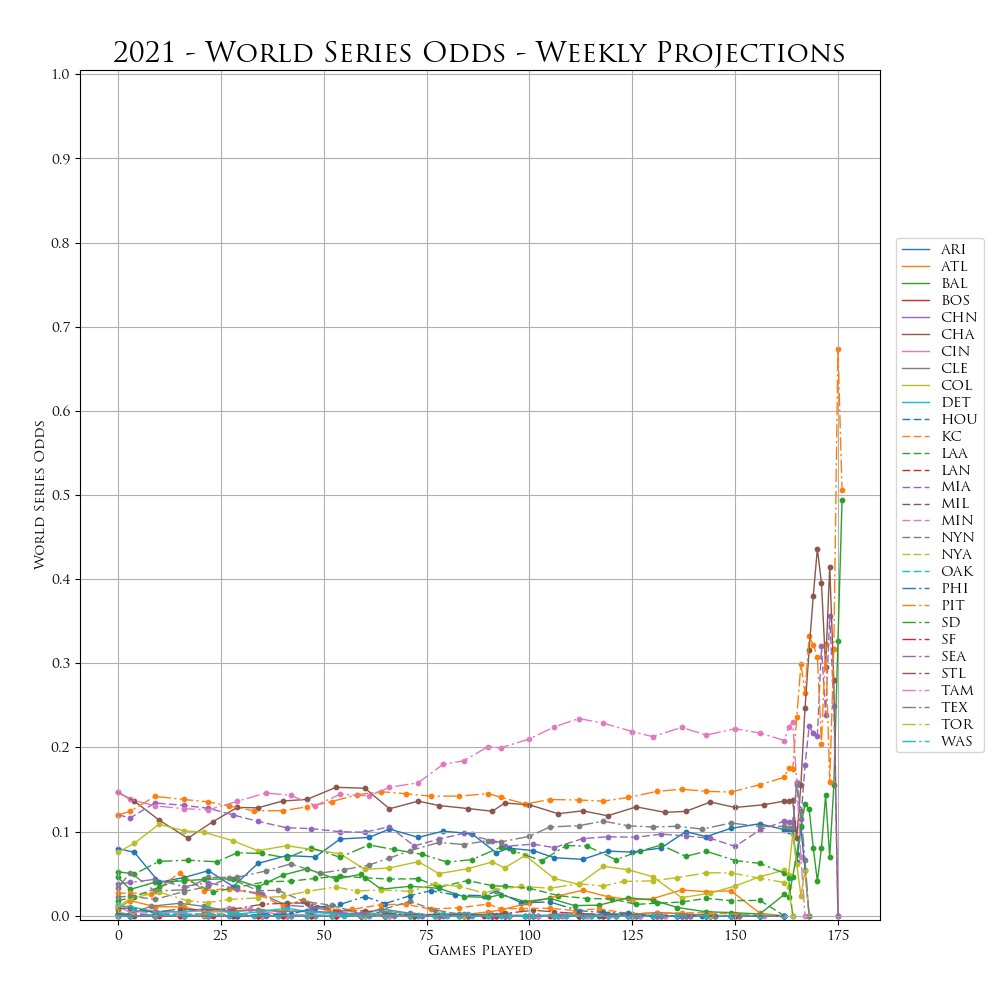 2021 - World Series Odds - Weekly Projections
1.0
0.9
0.8
0.7
0.6
0.5
0.4
0.3
0.2
0.1
0.0
World Series Odds
0 25 50 75 100 125 150 175
Games Played
ARI
ATL
BAL
BOS
CHN
CHA
CIN
CLE
COL
DET
HOU
KC
LAA
LAN
MIA
MIL
MIN
NYN
NYA
OAK
PHI
PIT
SD
SF
SEA
STL
TAM
TEX
TOR
WAS